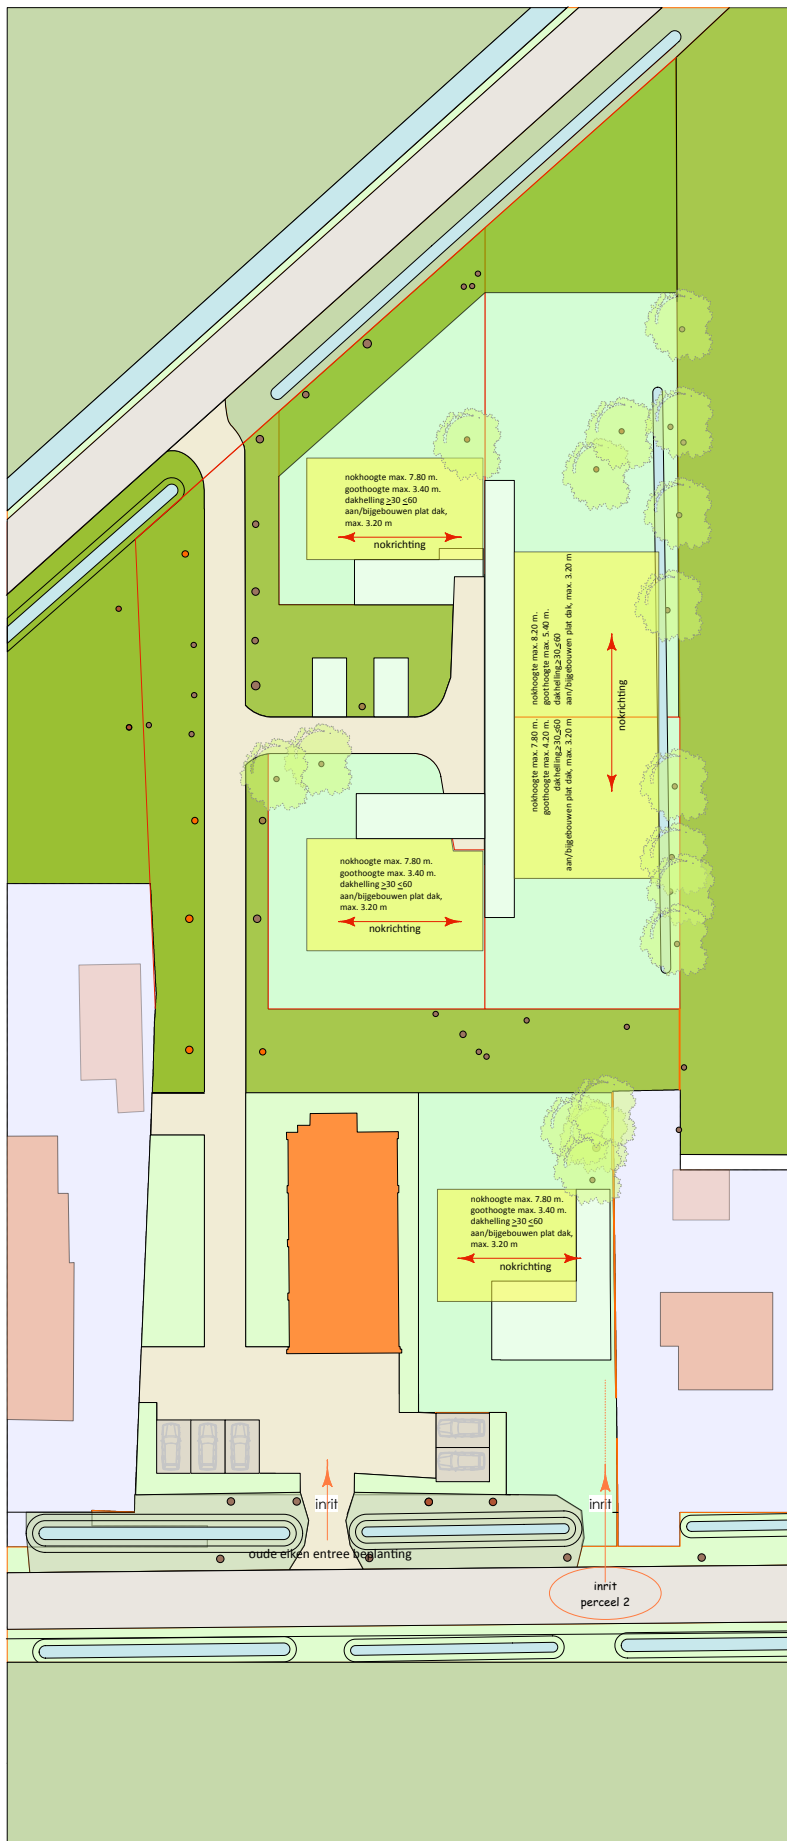 nokhoogte max. 7.80 m.
goothoogte max. 3.40 m.
dakhelling ≥30 ≤60
aan/bijgebouwen plat dak,
max. 3.20 m
nokrichting
nokhoogte max. 8.20 m.
goothoogte max. 5.40 m.
dakhelling ≥30 ≤60
aan/bijgebouwen plat dak, max. 3.20 m
nokrichting
nokhoogte max. 7.80 m.
goothoogte max. 4.20 m.
dakhelling ≥30 ≤60
aan/bijgebouwen plat dak, max. 3.20 m
nokhoogte max. 7.80 m.
goothoogte max. 3.40 m.
dakhelling ≥30 ≤60
aan/bijgebouwen plat dak,
max. 3.20 m
nokrichting
nokhoogte max. 7.80 m.
goothoogte max. 3.40 m.
dakhelling ≥30 ≤60
aan/bijgebouwen plat dak,
max. 3.20 m
nokrichting
inrit
inrit
oude eiken entree beplanting
inrit
perceel 2